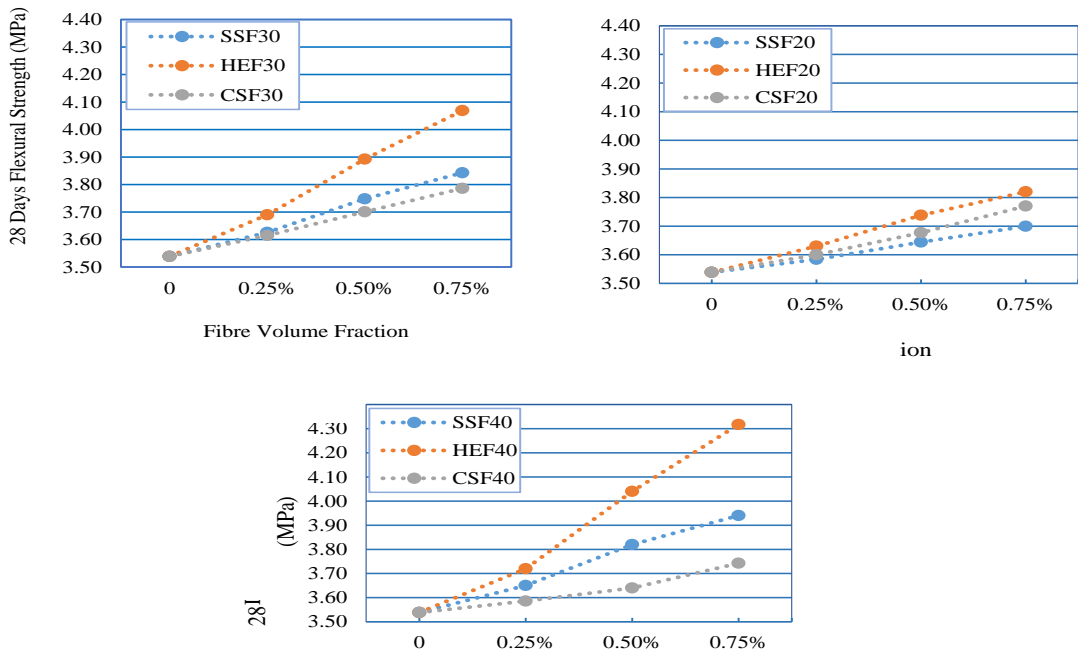 28 Days Flexural Strength (MPa)
4.40
4.30
4.20
4.10
4.00
3.90
3.80
3.70
3.60
3.50
SSF30
HEF30
CSF30
0 0.25% 0.50% 0.75%
Fibre Volume Fraction
4.40
4.30
4.20
4.10
4.00
3.90
3.80
3.70
3.60
3.50
SSF20
HEF20
CSF20
0 0.25% 0.50% 0.75%
ion
28I
(MPa)
4.30
4.20
4.10
4.00
3.90
3.80
3.70
3.60
3.50
SSF40
HEF40
CSF40
0 0.25% 0.50% 0.75%